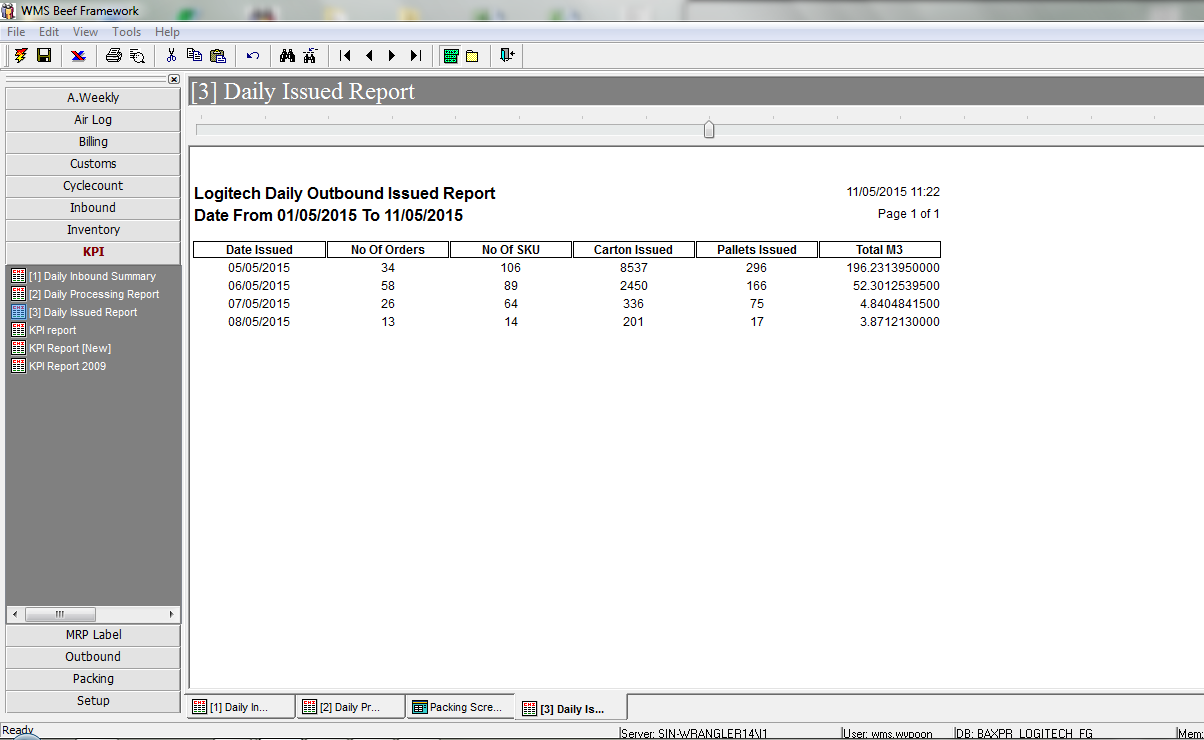 WMS Beef Framework
File Edit View Tools Help
A.Weekly
Air Log
Billing
Customs
Cyclecount
Inbound
Inventory
KPI
[1] Daily Inbound Summary
[2] Daily Processing Report
[3] Daily Issued Report
KPI report
KPI Report [New]
KPI Report 2009
MRP Label
Outbound
Packing
Setup
[3] Daily Issued Report
Logitech Daily Outbound Issued Report 11/05/2015 11:22
Date From 01/05/2015 To 11/05/2015 Page 1 of 1
Date Issued No Of Orders No Of SKU Carton Issued Pallets Issued Total M3
05/05/2015 34 106 8537 296 196.2313950000
06/05/2015 58 89 2450 166 52.3012539500
07/05/2015 26 64 336 75 4.8404841500
08/05/2015 13 14 201 17 3.8712130000
[1] Daily In... [2] Daily Pr... Packing Scre... [3] Daily Is...
Ready Server: SIN-WRANGLER14\I1 User: wms.wypoon DB: BAXPR_LOGITECH_FG Mem